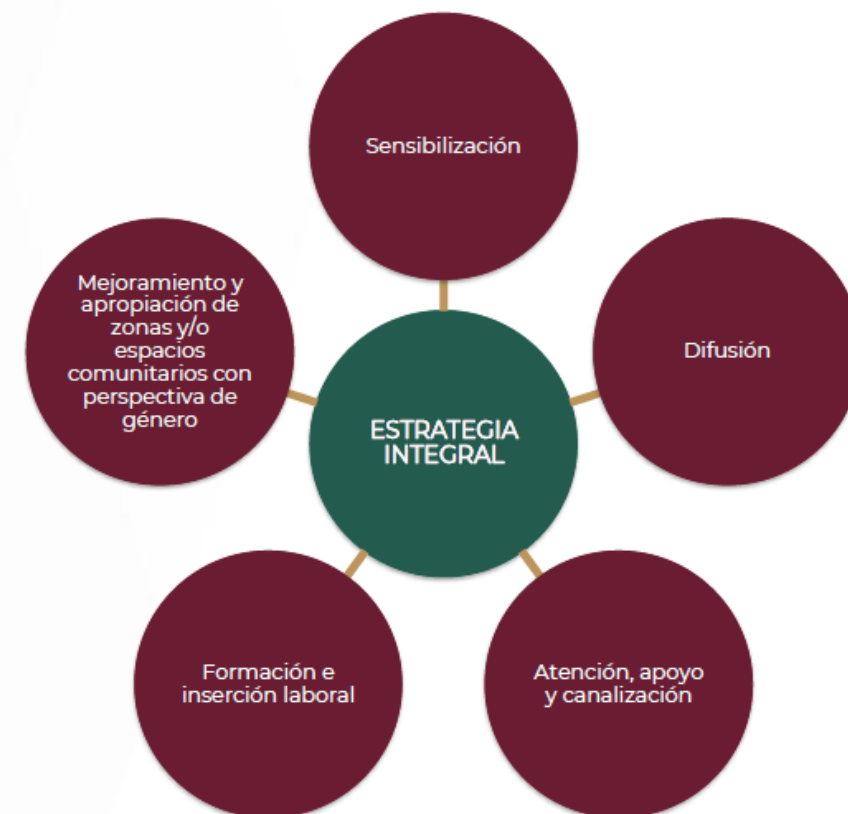 Sensibilización
Mejoramiento y
apropiación de
zonas y/o
espacios
comunitarios con
perspectiva de
género
Difusión
ESTRATEGIA
INTEGRAL
Formación e
inserción laboral
Atención, apoyo
y canalización